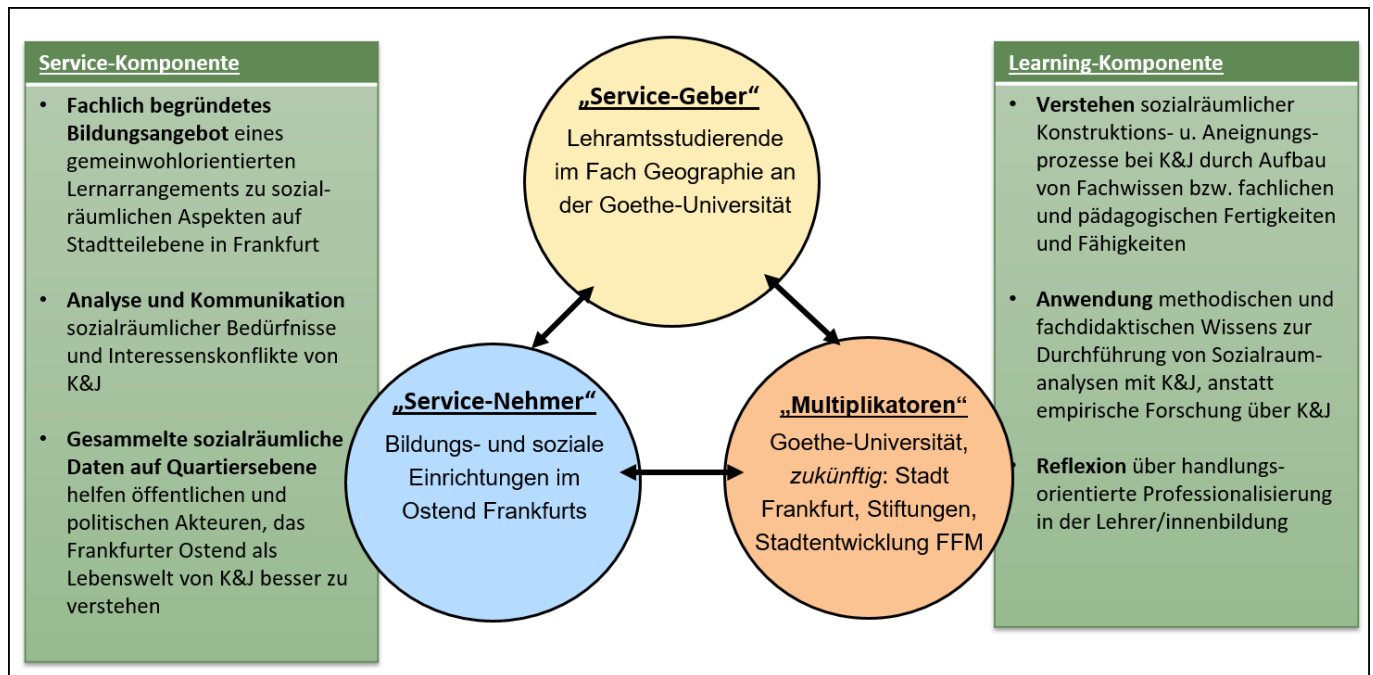 Service-Komponente
• Fachlich begründetes
Bildungsangebot eines
gemeinwohlorientierten
Lernarrangements zu sozial-
räumlichen Aspekten auf
Stadtteilebene in Frankfurt
• Analyse und Kommunikation
sozialräumlicher Bedürfnisse
und Interessenskonflikte von
K&J
• Gesammelte sozialräumliche
Daten auf Quartiersebene
helfen öffentlichen und
politischen Akteuren, das
Frankfurter Ostend als
Lebenswelt von K&J besser zu
verstehen
„Service-Geber“
Lehramtsstudierende
im Fach Geographie an
der Goethe-Universität
„Service-Nehmer“
Bildungs- und soziale
Einrichtungen im
Ostend Frankfurts
„Multiplikatoren“
Goethe-Universität,
zukünftig: Stadt
Frankfurt, Stiftungen,
Stadtentwicklung FFM
Learning-Komponente
• Verstehen sozialräumlicher
Konstruktions- u. Aneignungs-
prozesse bei K&J durch Aufbau
von Fachwissen bzw. fachlichen
und pädagogischen Fertigkeiten
und Fähigkeiten
• Anwendung methodischen und
fachdidaktischen Wissens zur
Durchführung von Sozialraum-
analysen mit K&J, anstatt
empirische Forschung über K&J
• Reflexion über handlungs-
orientierte Professionalisierung
in der Lehrer/innenbildung